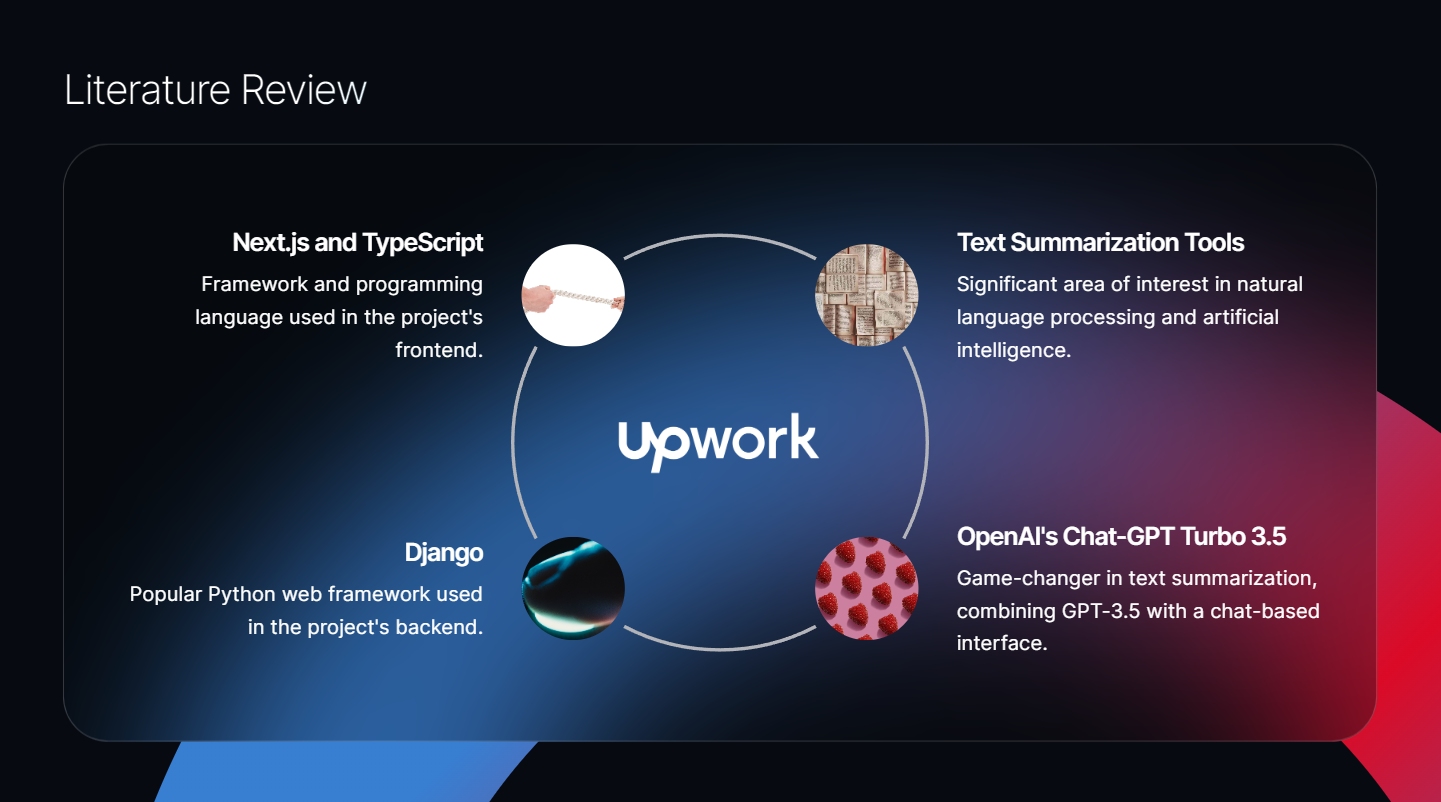 Literature Review
Next.js and TypeScript
Framework and programming
language used in the project's
frontend.
Text Summarization Tools
Significant area of interest in natural
language processing and artificial
intelligence.
upwork
Django
Popular Python web framework used
in the project's backend.
OpenAI's Chat-GPT Turbo 3.5
Game-changer in text summarization,
combining GPT-3.5 with a chat-based
interface.